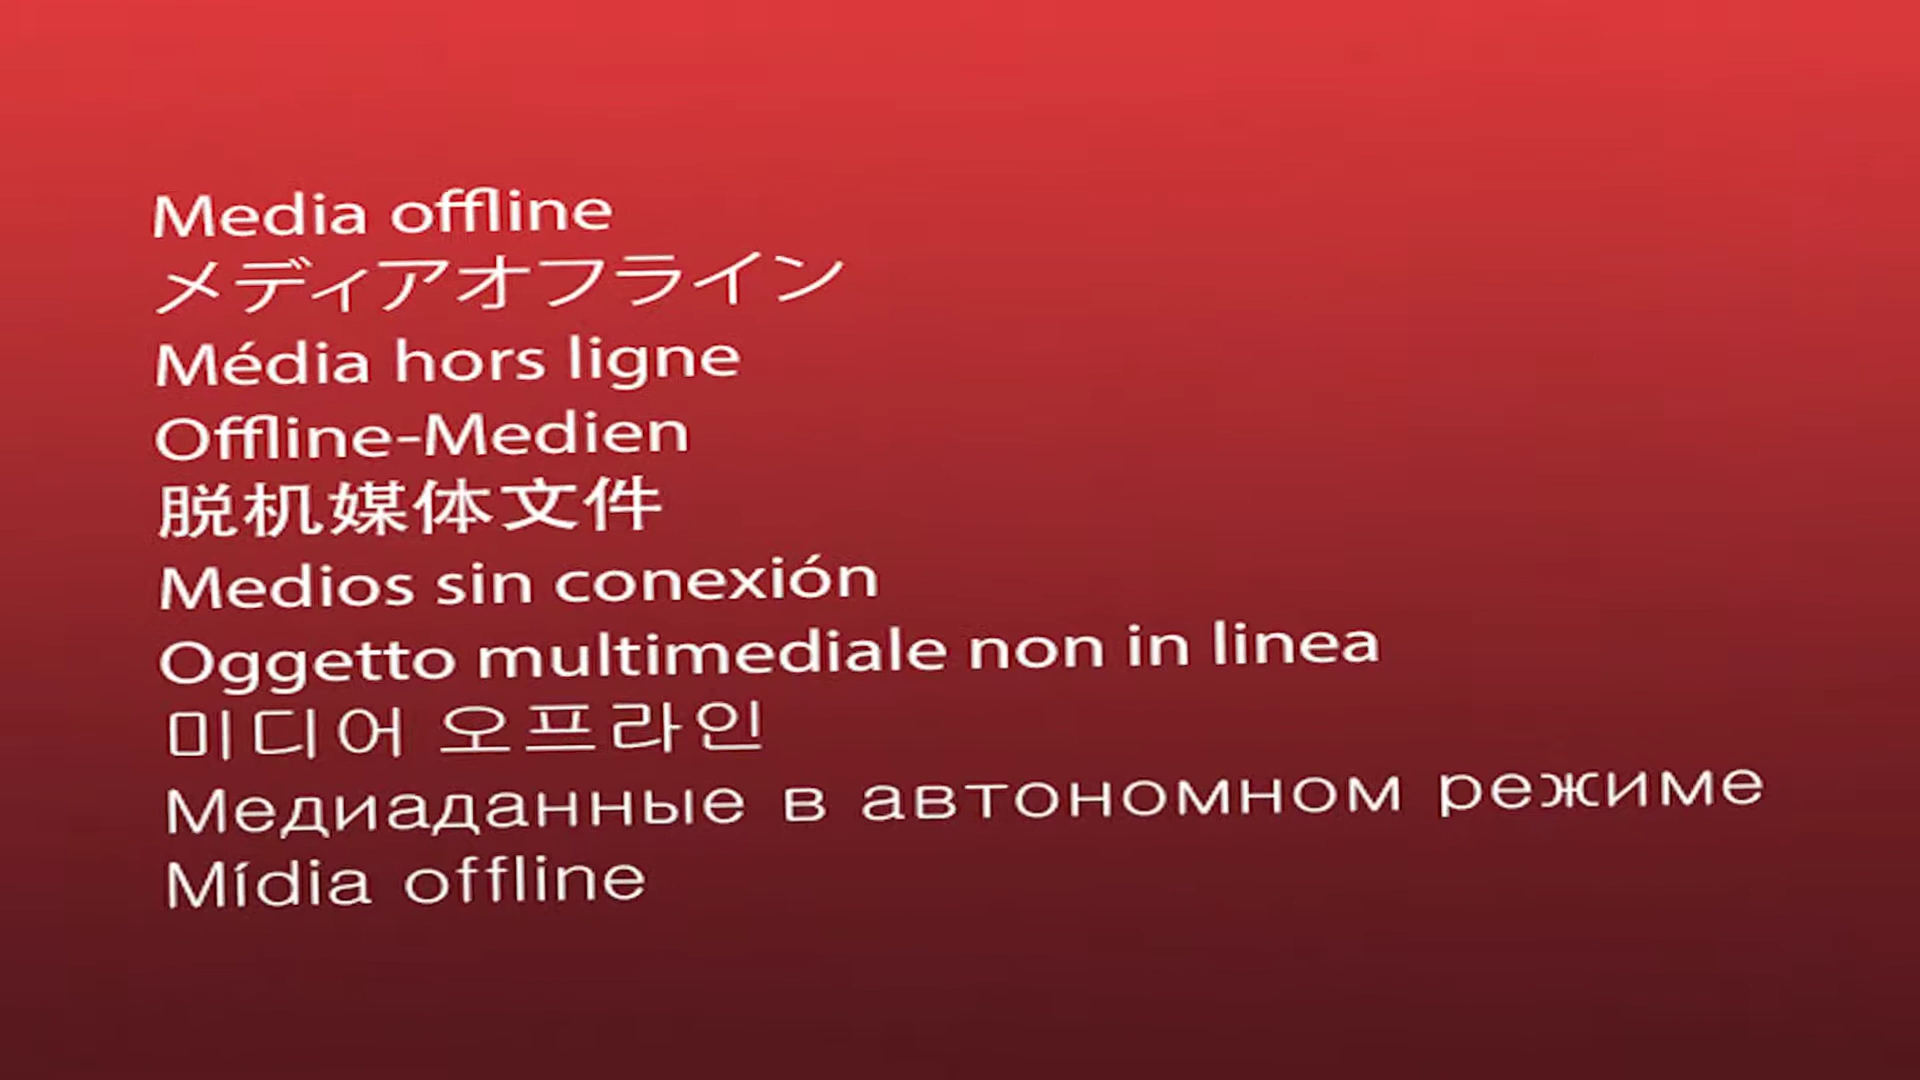 Media offline
メディアオフライン
Média hors ligne
Offline-Medien
脱机媒体文件
Medios sin conexión
Oggetto multimediale non in linea
미디어 오프라인
Медиаданные в автономном режиме
Mídia offline